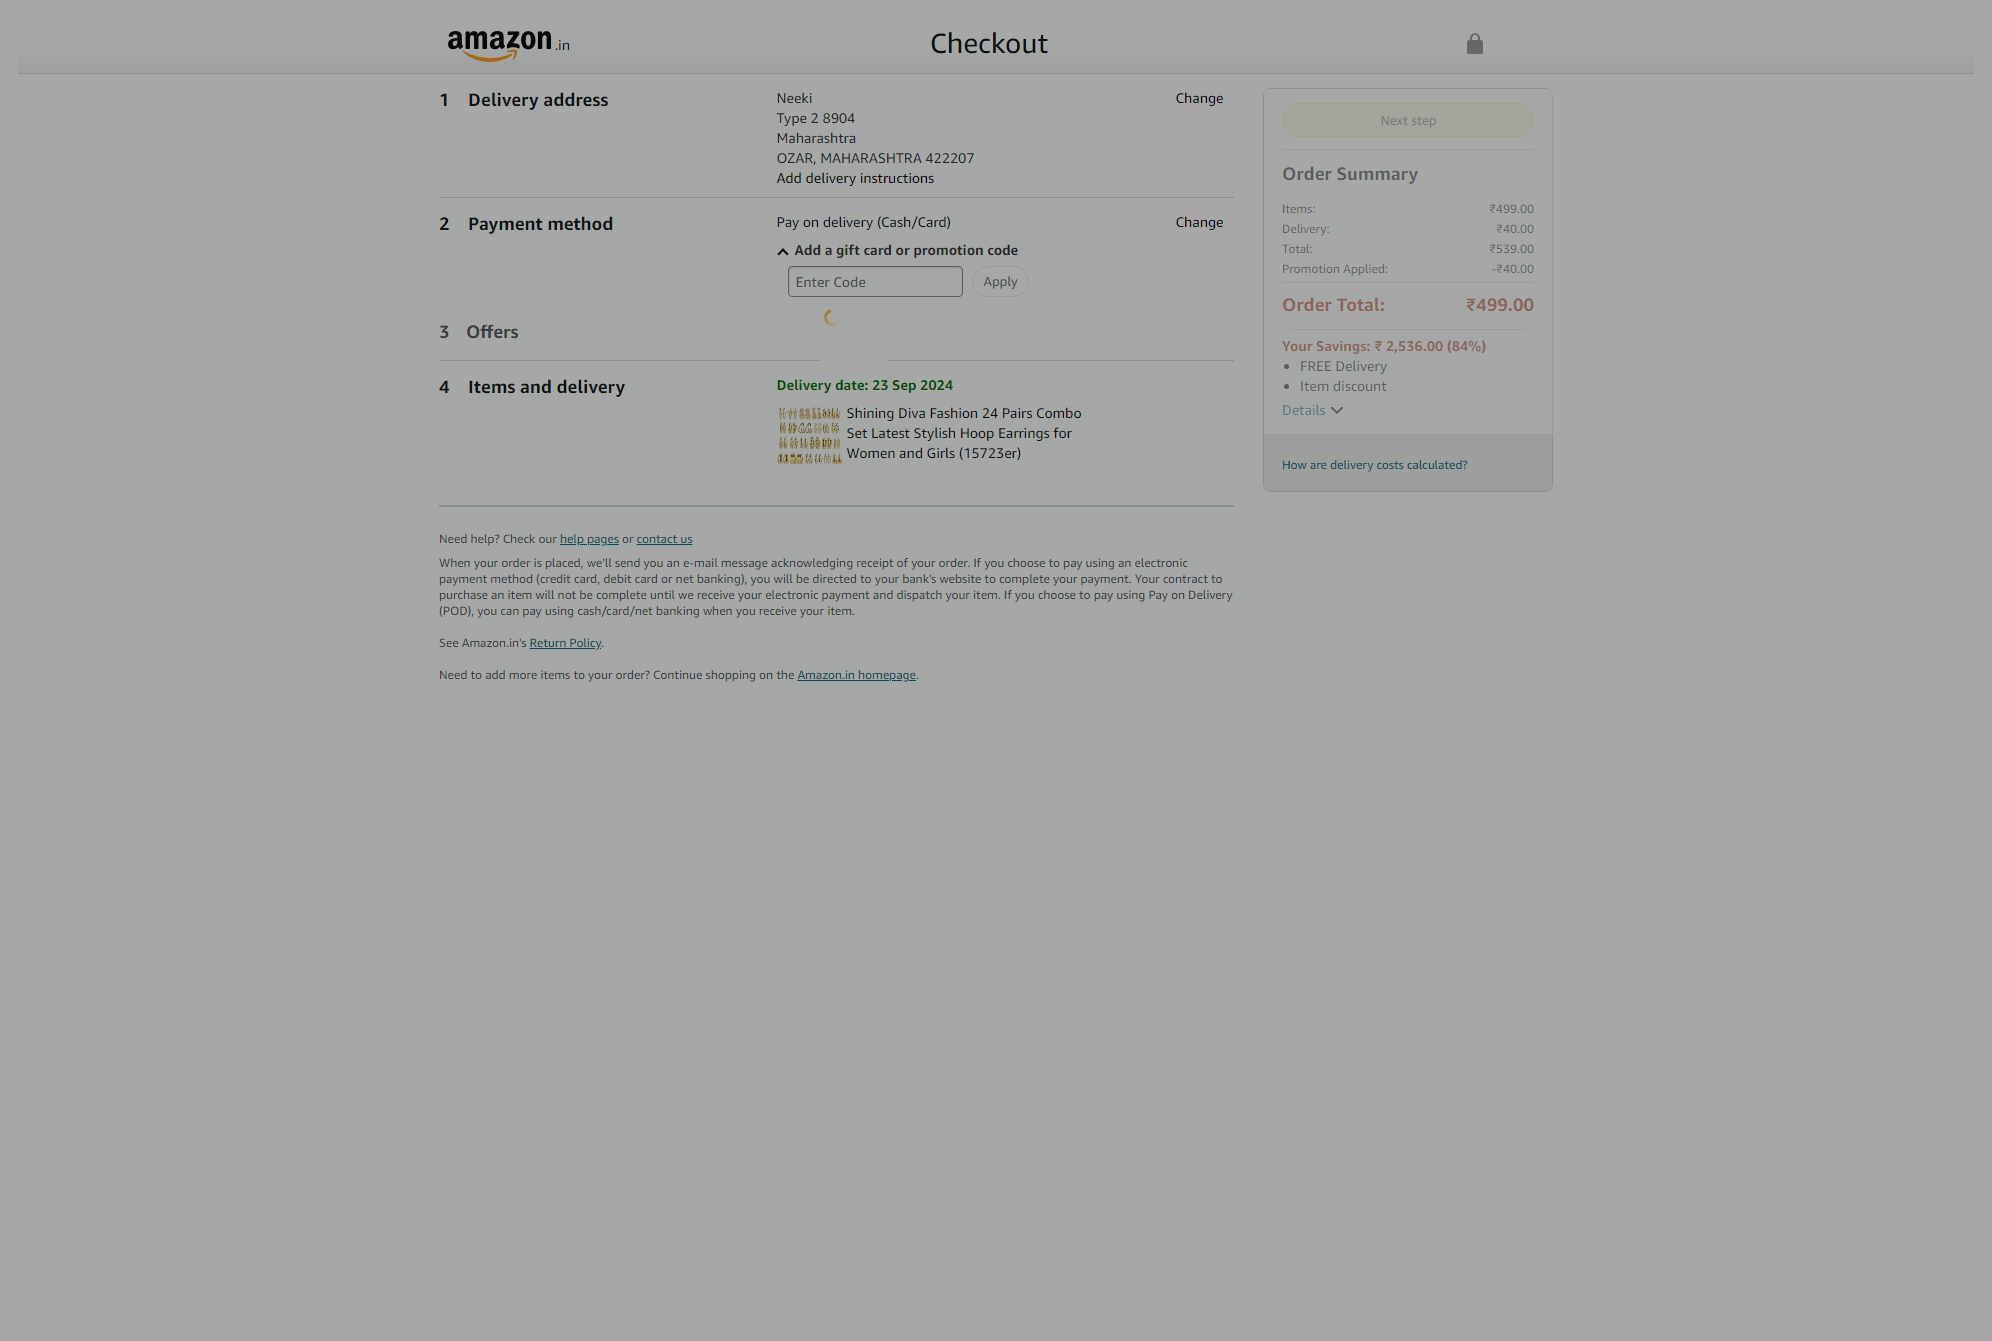 amazon.in
Checkout
1 Delivery address
Neeki
Type 2 8904
Maharashtra
OZAR, MAHARASHTRA 422207
Add delivery instructions
Change
2 Payment method
Pay on delivery (Cash/Card)
Change
Add a gift card or promotion code
Enter Code
Apply
3 Offers
4 Items and delivery
Delivery date: 23 Sep 2024
Shining Diva Fashion 24 Pairs Combo
Set Latest Stylish Hoop Earrings for
Women and Girls (15723er)
Need help? Check our help pages or contact us
When your order is placed, we'll send you an e-mail message acknowledging receipt of your order. If you choose to pay using an electronic
payment method (credit card, debit card or net banking), you will be directed to your bank's website to complete your payment. Your contract to
purchase an item will not be complete until we receive your electronic payment and dispatch your item. If you choose to pay using Pay on Delivery
(POD), you can pay using cash/card/net banking when you receive your item.
See Amazon.in's Return Policy.
Need to add more items to your order? Continue shopping on the Amazon.in homepage.
Next step
Order Summary
Items: ₹499.00
Delivery: ₹40.00
Total: ₹539.00
Promotion Applied: -₹40.00
Order Total: ₹499.00
Your Savings: ₹ 2,536.00 (84%)
• FREE Delivery
• Item discount
Details
How are delivery costs calculated?